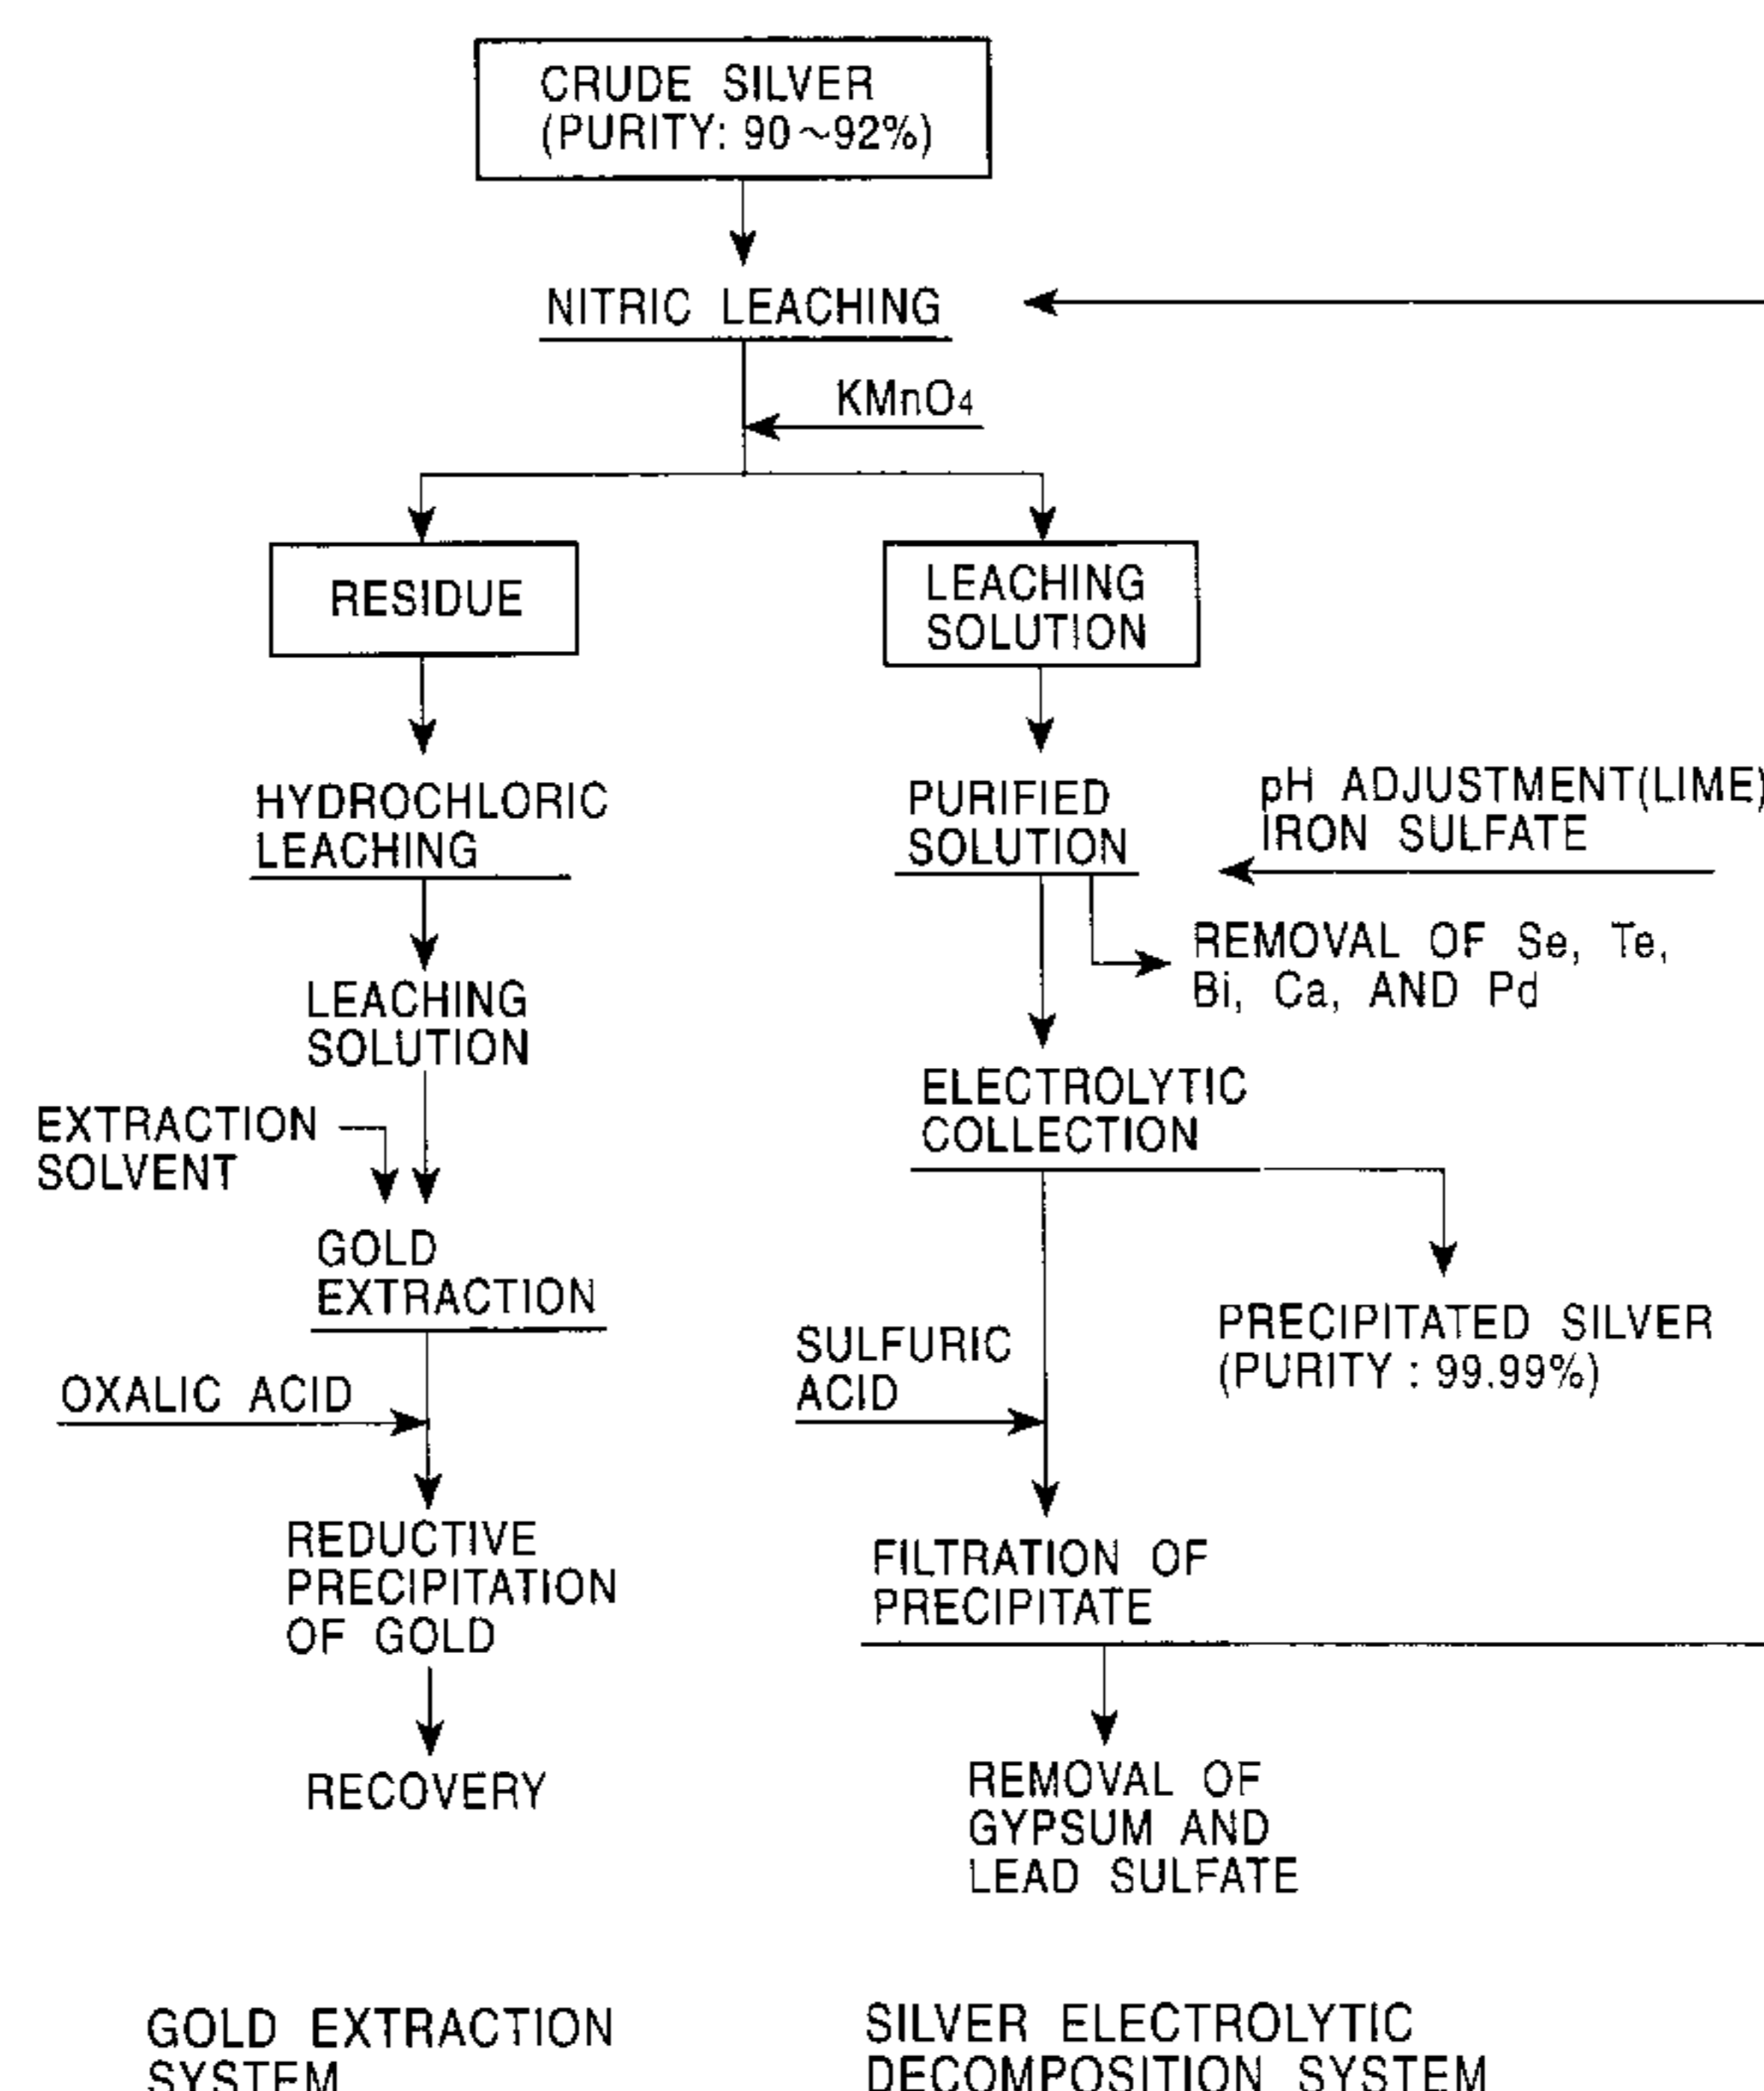 CRUDE SILVER
(PURITY: 90~92%)
NITRIC LEACHING
KMnO4
RESIDUE
LEACHING
SOLUTION
HYDROCHLORIC
LEACHING
PURIFIED
SOLUTION
pH ADJUSTMENT(LIME)
IRON SULFATE
REMOVAL OF Se, Te,
Bi, Ca, AND Pd
LEACHING
SOLUTION
EXTRACTION
SOLVENT
ELECTROLYTIC
COLLECTION
GOLD
EXTRACTION
PRECIPITATED SILVER
(PURITY : 99.99%)
SULFURIC
ACID
OXALIC ACID
REDUCTIVE
PRECIPITATION
OF GOLD
FILTRATION OF
PRECIPITATE
RECOVERY
REMOVAL OF
GYPSUM AND
LEAD SULFATE
GOLD EXTRACTION
SYSTEM
SILVER ELECTROLYTIC
DECOMPOSITION SYSTEM